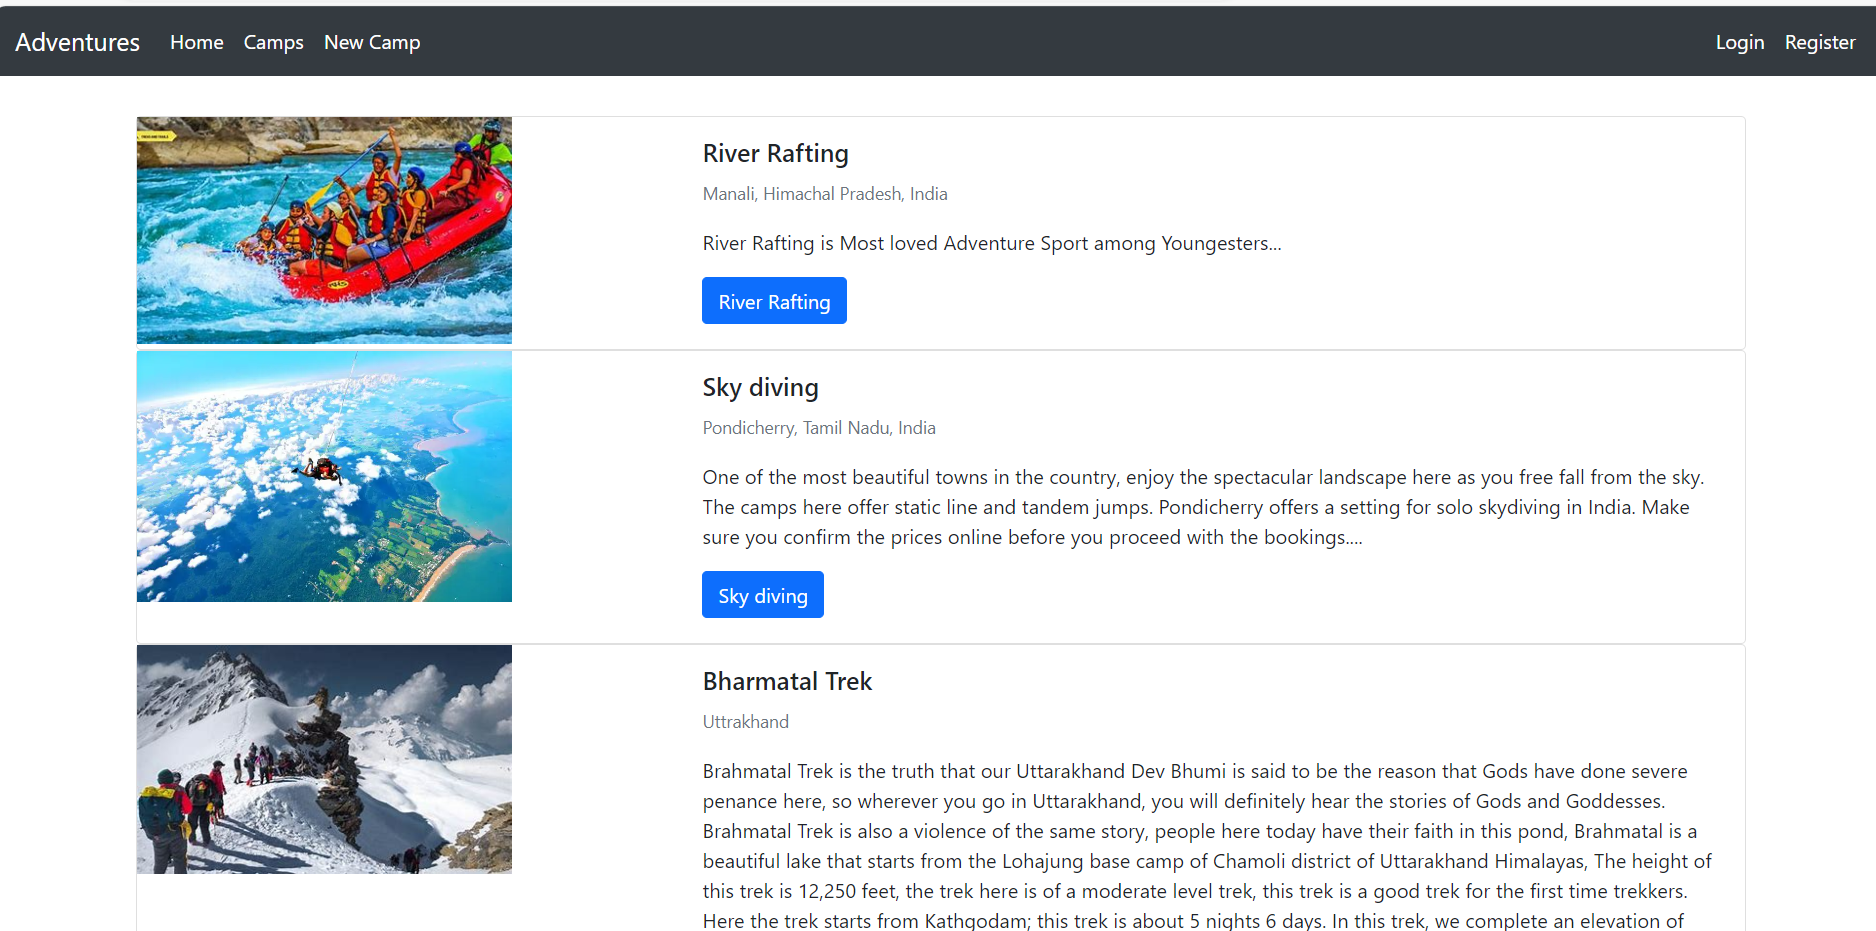 Adventures Home Camps New Camp Login Register
River Rafting
Manali, Himachal Pradesh, India
River Rafting is Most loved Adventure Sport among Youngesters...
River Rafting
Sky diving
Pondicherry, Tamil Nadu, India
One of the most beautiful towns in the country, enjoy the spectacular landscape here as you free fall from the sky.
The camps here offer static line and tandem jumps. Pondicherry offers a setting for solo skydiving in India. Make
sure you confirm the prices online before you proceed with the bookings....
Sky diving
Bharmatal Trek
Uttrakhand
Brahmatal Trek is the truth that our Uttarakhand Dev Bhumi is said to be the reason that Gods have done severe
penance here, so wherever you go in Uttarakhand, you will definitely hear the stories of Gods and Goddesses.
Brahmatal Trek is also a violence of the same story, people here today have their faith in this pond, Brahmatal is a
beautiful lake that starts from the Lohajung base camp of Chamoli district of Uttarakhand Himalayas, The height of
this trek is 12,250 feet, the trek here is of a moderate level trek, this trek is a good trek for the first time trekkers.
Here the trek starts from Kathgodam; this trek is about 5 nights 6 days. In this trek, we complete an elevation of